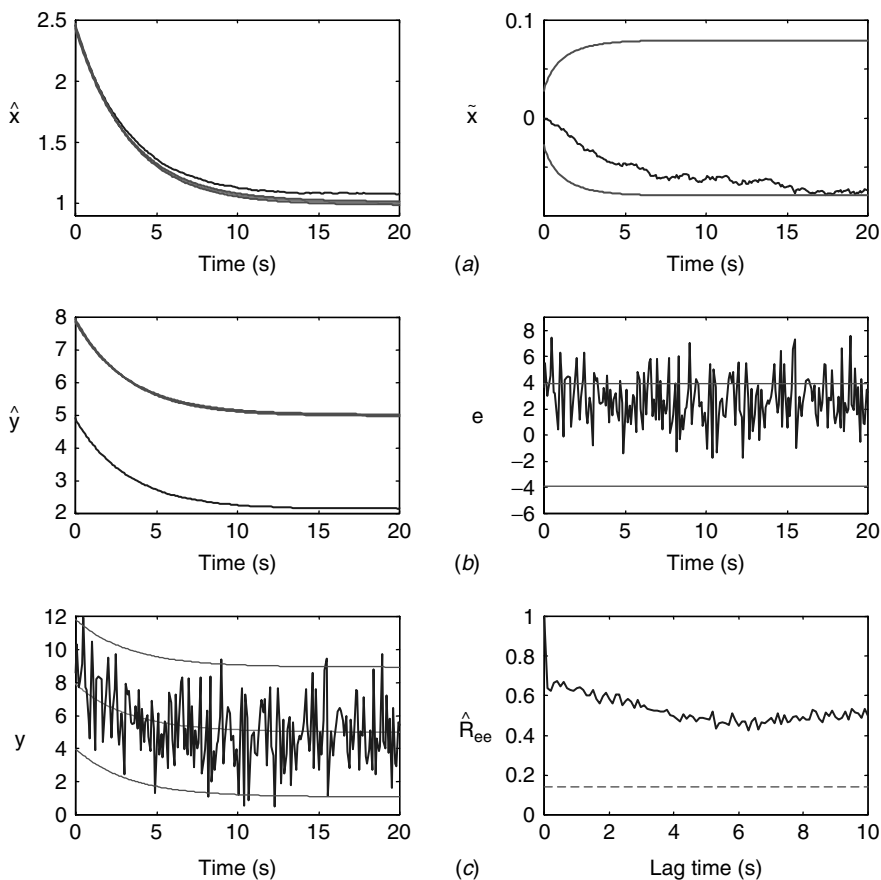 2.5
2
1.5
1
x̂
0 5 10 15 20
Time (s)
0.1
0
x̃
0 5 10 15 20
Time (s)
(a)
8
7
6
5
4
3
2
ŷ
0 5 10 15 20
Time (s)
8
6
4
2
0
−2
−4
−6
e
0 5 10 15 20
Time (s)
(b)
12
10
8
6
4
2
0
y
0 5 10 15 20
Time (s)
1
0.8
0.6
0.4
0.2
0
R̂ee
0 2 4 6 8 10
Lag time (s)
(c)